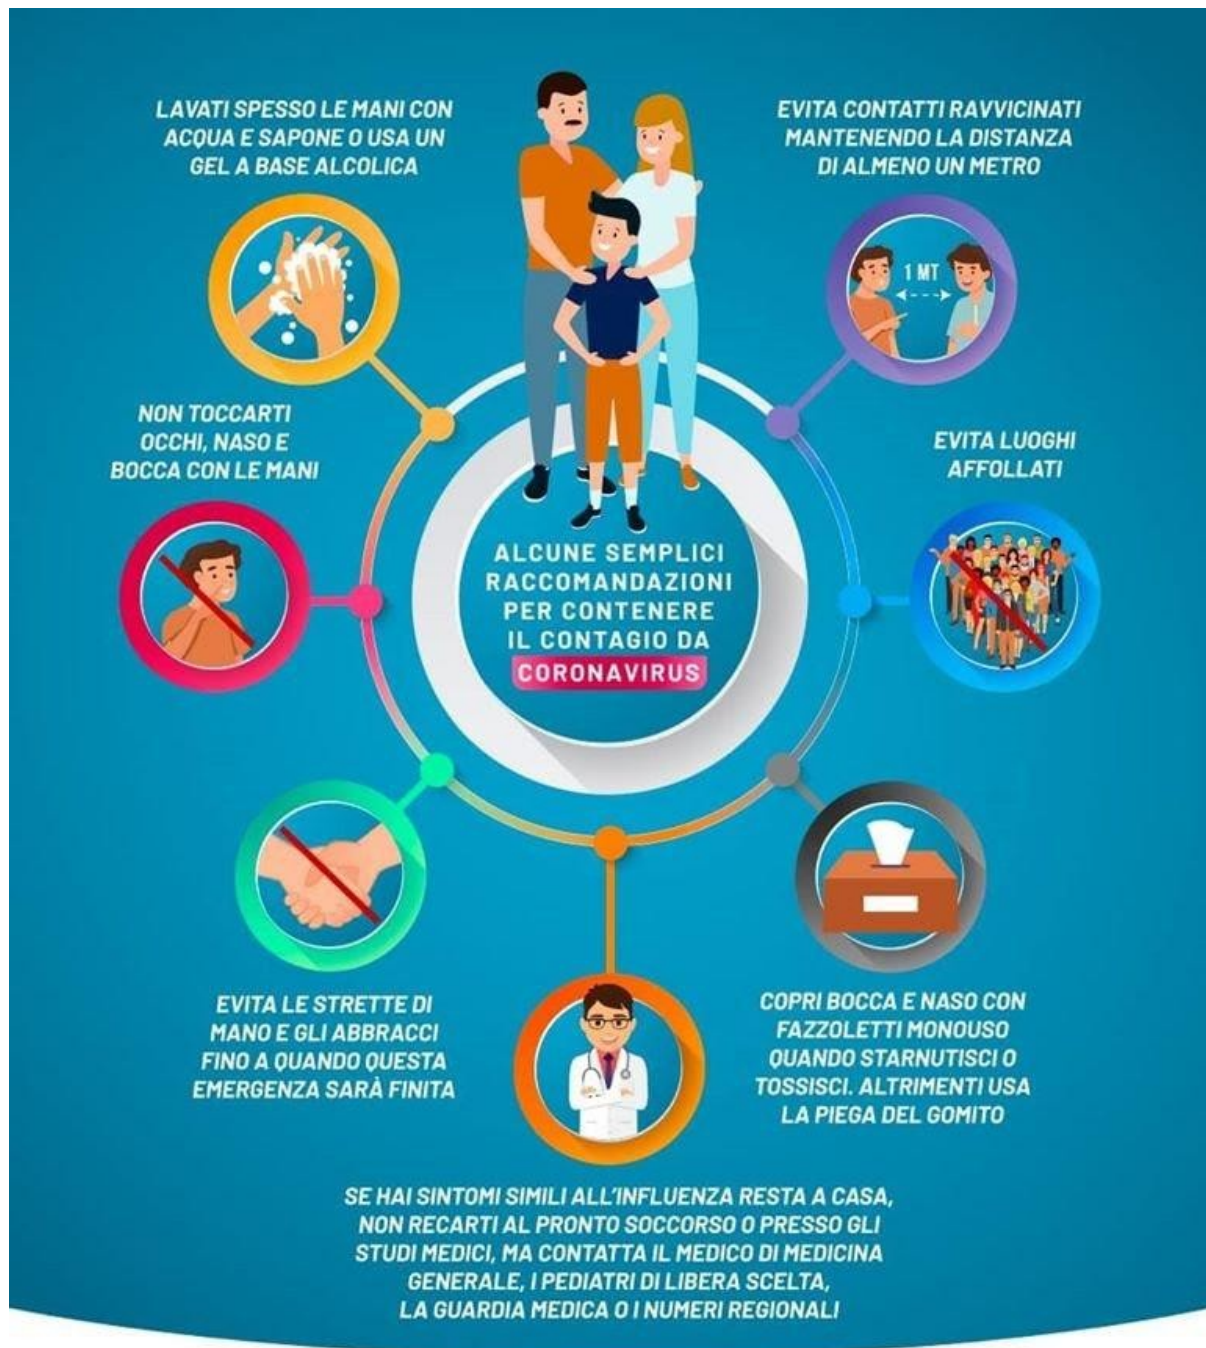 LAVATI SPESSO LE MANI CON
ACQUA E SAPONE O USA UN
GEL A BASE ALCOLICA
EVITA CONTATTI RAVVICINATI
MANTENENDO LA DISTANZA
DI ALMENO UN METRO
1 MT
NON TOCCARTI
OCCHI, NASO E
BOCCA CON LE MANI
EVITA LUOGHI
AFFOLLATI
ALCUNE SEMPLICI
RACCOMANDAZIONI
PER CONTENERE
IL CONTAGIO DA
CORONAVIRUS
EVITA LE STRETTE DI
MANO E GLI ABBRACCI
FINO A QUANDO QUESTA
EMERGENZA SARÀ FINITA
COPRI BOCCA E NASO CON
FAZZOLETTI MONOUSO
QUANDO STARNUTISCI O
TOSSISCI. ALTRIMENTI USA
LA PIEGA DEL GOMITO
SE HAI SINTOMI SIMILI ALL'INFLUENZA RESTA A CASA,
NON RECARTI AL PRONTO SOCCORSO O PRESSO GLI
STUDI MEDICI, MA CONTATTA IL MEDICO DI MEDICINA
GENERALE, I PEDIATRI DI LIBERA SCELTA,
LA GUARDIA MEDICA O I NUMERI REGIONALI